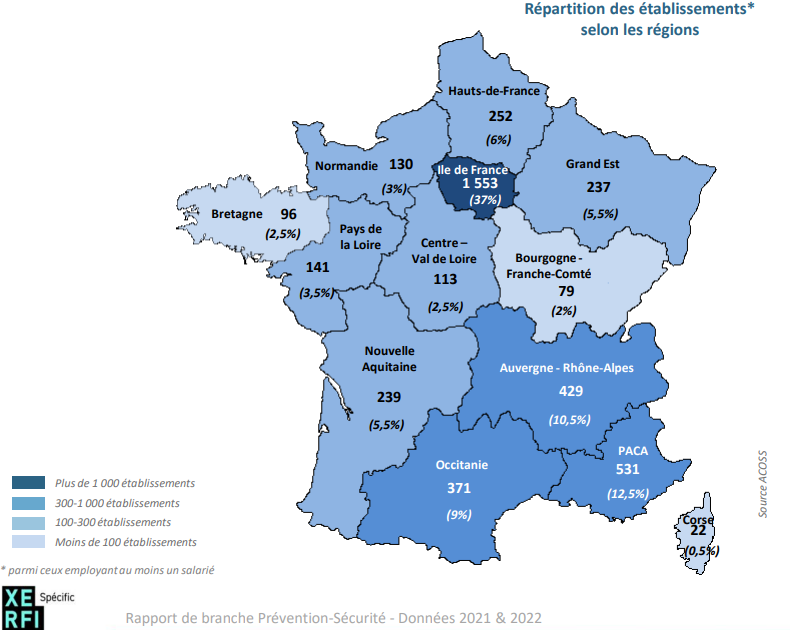 Répartition des établissements*
selon les régions
Hauts-de-France
252
(6%)
Normandie 130
(3%)
Ile de France
1 553
(37%)
Grand Est
237
(5,5%)
Bretagne 96
(2,5%)
Pays de
la Loire
141
(3,5%)
Centre –
Val de Loire
113
(2,5%)
Bourgogne -
Franche-Comté
79
(2%)
Nouvelle
Aquitaine
239
(5,5%)
Auvergne - Rhône-Alpes
429
(10,5%)
Occitanie
371
(9%)
PACA
531
(12,5%)
Corse
22
(0,5%)
Plus de 1 000 établissements
300-1 000 établissements
100-300 établissements
Moins de 100 établissements
* parmi ceux employant au moins un salarié
Source ACOSS
XE
RFI
Spécific
Rapport de branche Prévention-Sécurité - Données 2021 & 2022